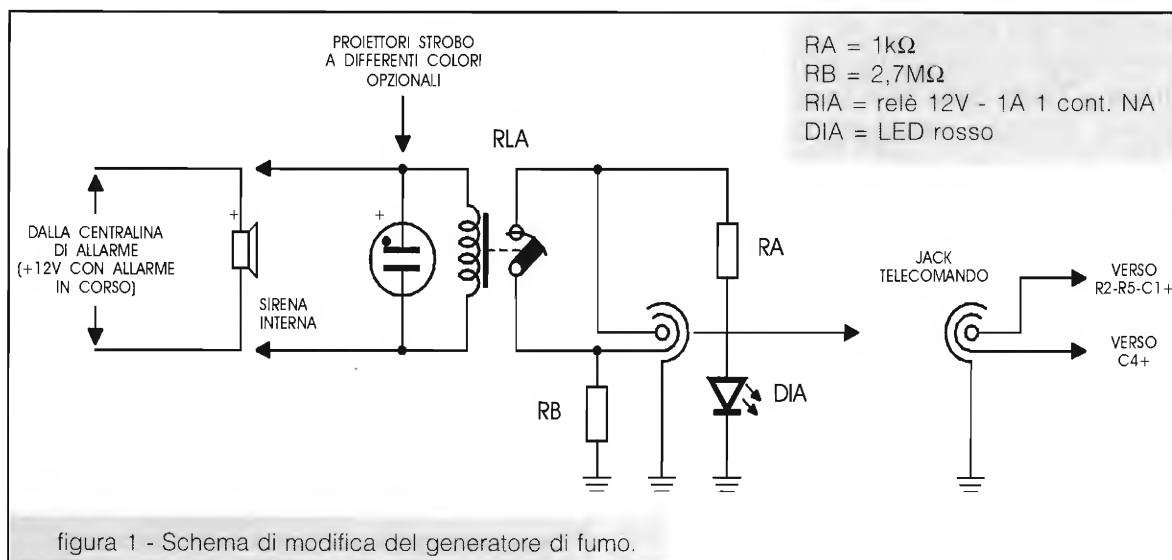 PROIETTORI STROBO
A DIFFERENTI COLORI
OPZIONALI
RA = 1kΩ
RB = 2,7MΩ
RIA = relè 12V - 1A 1 cont. NA
DIA = LED rosso
RLA
+
+
DALLA CENTRALINA
DI ALLARME
(+12V CON ALLARME
IN CORSO)
SIRENA
INTERNA
RA
JACK
TELECOMANDO
VERSO
R2-R5-C1+
VERSO
C4+
RB
DIA
figura 1 - Schema di modifica del generatore di fumo.